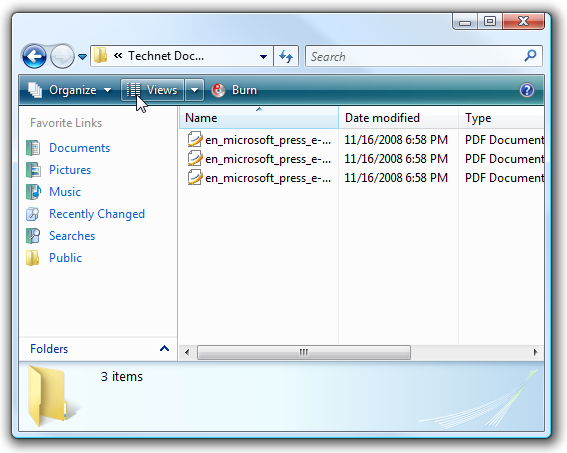 « Technet Doc...
Search
Organize Views Burn
Favorite Links
Documents
Pictures
Music
Recently Changed
Searches
Public
Folders
Name Date modified Type
en_microsoft_press_e-... 11/16/2008 6:58 PM PDF Document
en_microsoft_press_e-... 11/16/2008 6:58 PM PDF Document
en_microsoft_press_e-... 11/16/2008 6:58 PM PDF Document
3 items